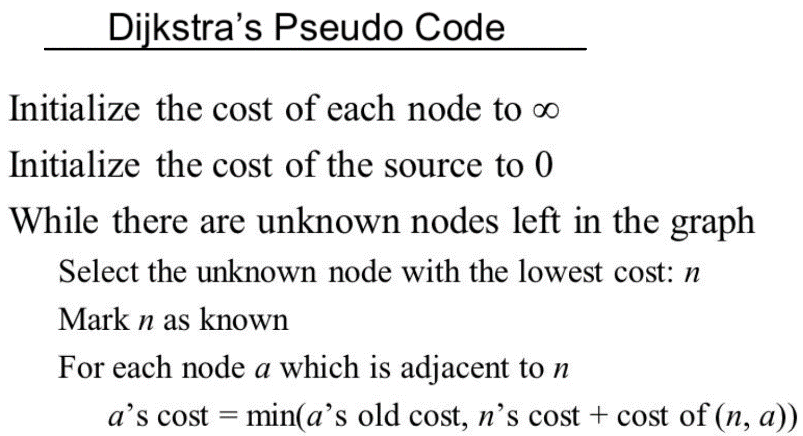 Dijkstra’s Pseudo Code
Initialize the cost of each node to ∞
Initialize the cost of the source to 0
While there are unknown nodes left in the graph
Select the unknown node with the lowest cost: n
Mark n as known
For each node a which is adjacent to n
a’s cost = min(a’s old cost, n’s cost + cost of (n, a))